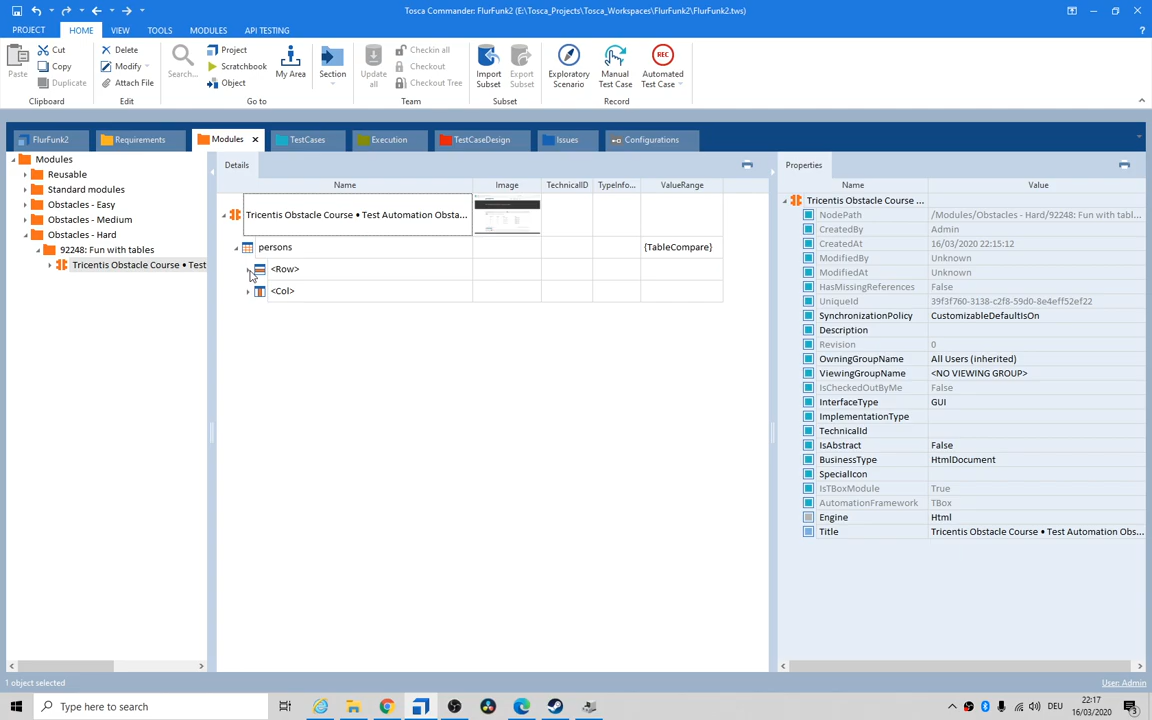 Tosca Commander: FlurFunk2 (E:\Tosca_Projects\Tosca_Workspaces\FlurFunk2\FlurFunk2.tws)
PROJECT HOME VIEW TOOLS MODULES API TESTING
Paste Cut Copy Duplicate
Clipboard
Delete Modify Attach File
Edit
Search... Project Scratchbook Object My Area
Go to
Section
Update all Checkin all Checkout Checkout Tree
Team
Import Subset Export Subset
Subset
Exploratory Scenario REC Manual Test Case Automated Test Case
Record
FlurFunk2 Requirements Modules TestCases Execution TestCaseDesign Issues Configurations
Modules
Reusable
Standard modules
Obstacles - Easy
Obstacles - Medium
Obstacles - Hard
92248: Fun with tables
Tricentis Obstacle Course • Test
Details
Name Image TechnicalID TypeInfo... ValueRange
Tricentis Obstacle Course • Test Automation Obsta...
persons {TableCompare}
<Row>
<Col>
Properties
Name Value
Tricentis Obstacle Course ...
NodePath /Modules/Obstacles - Hard/92248: Fun with tabl...
CreatedBy Admin
CreatedAt 16/03/2020 22:15:12
ModifiedBy Unknown
ModifiedAt Unknown
HasMissingReferences False
UniqueId 39f3f760-3138-c2f8-59d0-8e4eff52ef22
SynchronizationPolicy CustomizableDefaultIsOn
Description
Revision 0
OwningGroupName All Users (inherited)
ViewingGroupName <NO VIEWING GROUP>
IsCheckedOutByMe False
InterfaceType GUI
ImplementationType
TechnicalId
IsAbstract False
BusinessType HtmlDocument
SpecialIcon
IsTBoxModule True
AutomationFramework TBox
Engine Html
Title Tricentis Obstacle Course • Test Automation Obs...
1 object selected
User: Admin
Type here to search
DEU
22:17
16/03/2020
3